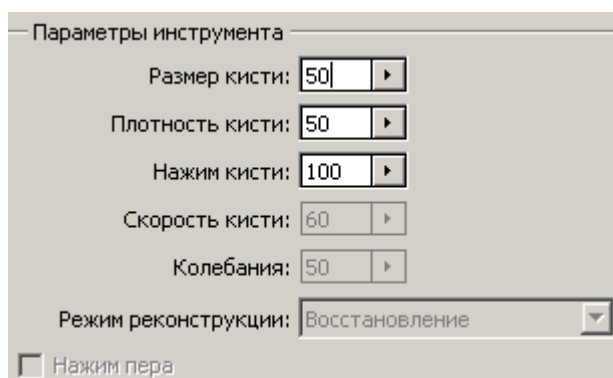 Параметры инструмента
Размер кисти: 50
Плотность кисти: 50
Нажим кисти: 100
Скорость кисти: 60
Колебания: 50
Режим реконструкции: Восстановление
Нажим пера